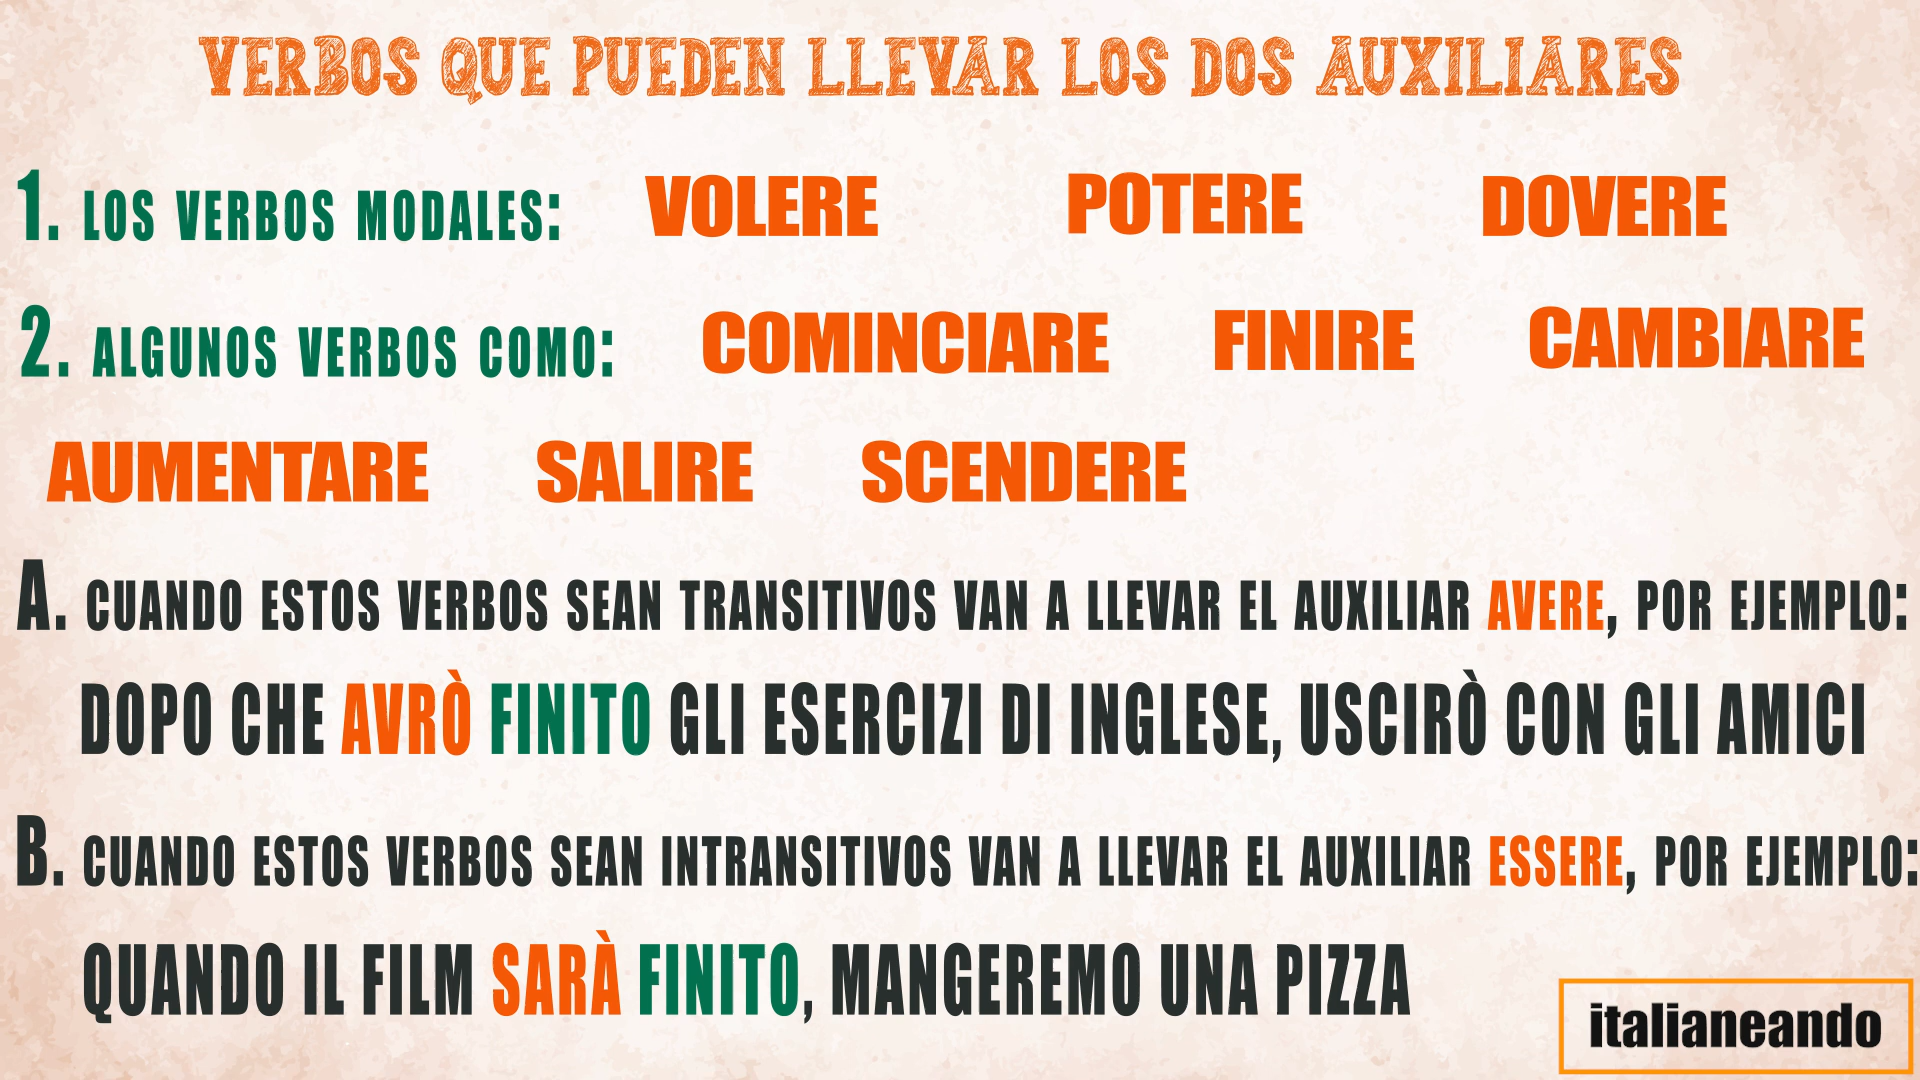 VERBOS QUE PUEDEN LLEVAR LOS DOS AUXILIARES
1. LOS VERBOS MODALES: VOLERE POTERE DOVERE
2. ALGUNOS VERBOS COMO: COMINCIARE FINIRE CAMBIARE
AUMENTARE SALIRE SCENDERE
A. CUANDO ESTOS VERBOS SEAN TRANSITIVOS VAN A LLEVAR EL AUXILIAR AVERE, POR EJEMPLO:
DOPO CHE AVRÒ FINITO GLI ESERCIZI DI INGLESE, USCIRÒ CON GLI AMICI
B. CUANDO ESTOS VERBOS SEAN INTRANSITIVOS VAN A LLEVAR EL AUXILIAR ESSERE, POR EJEMPLO:
QUANDO IL FILM SARÀ FINITO, MANGEREMO UNA PIZZA
italianeando